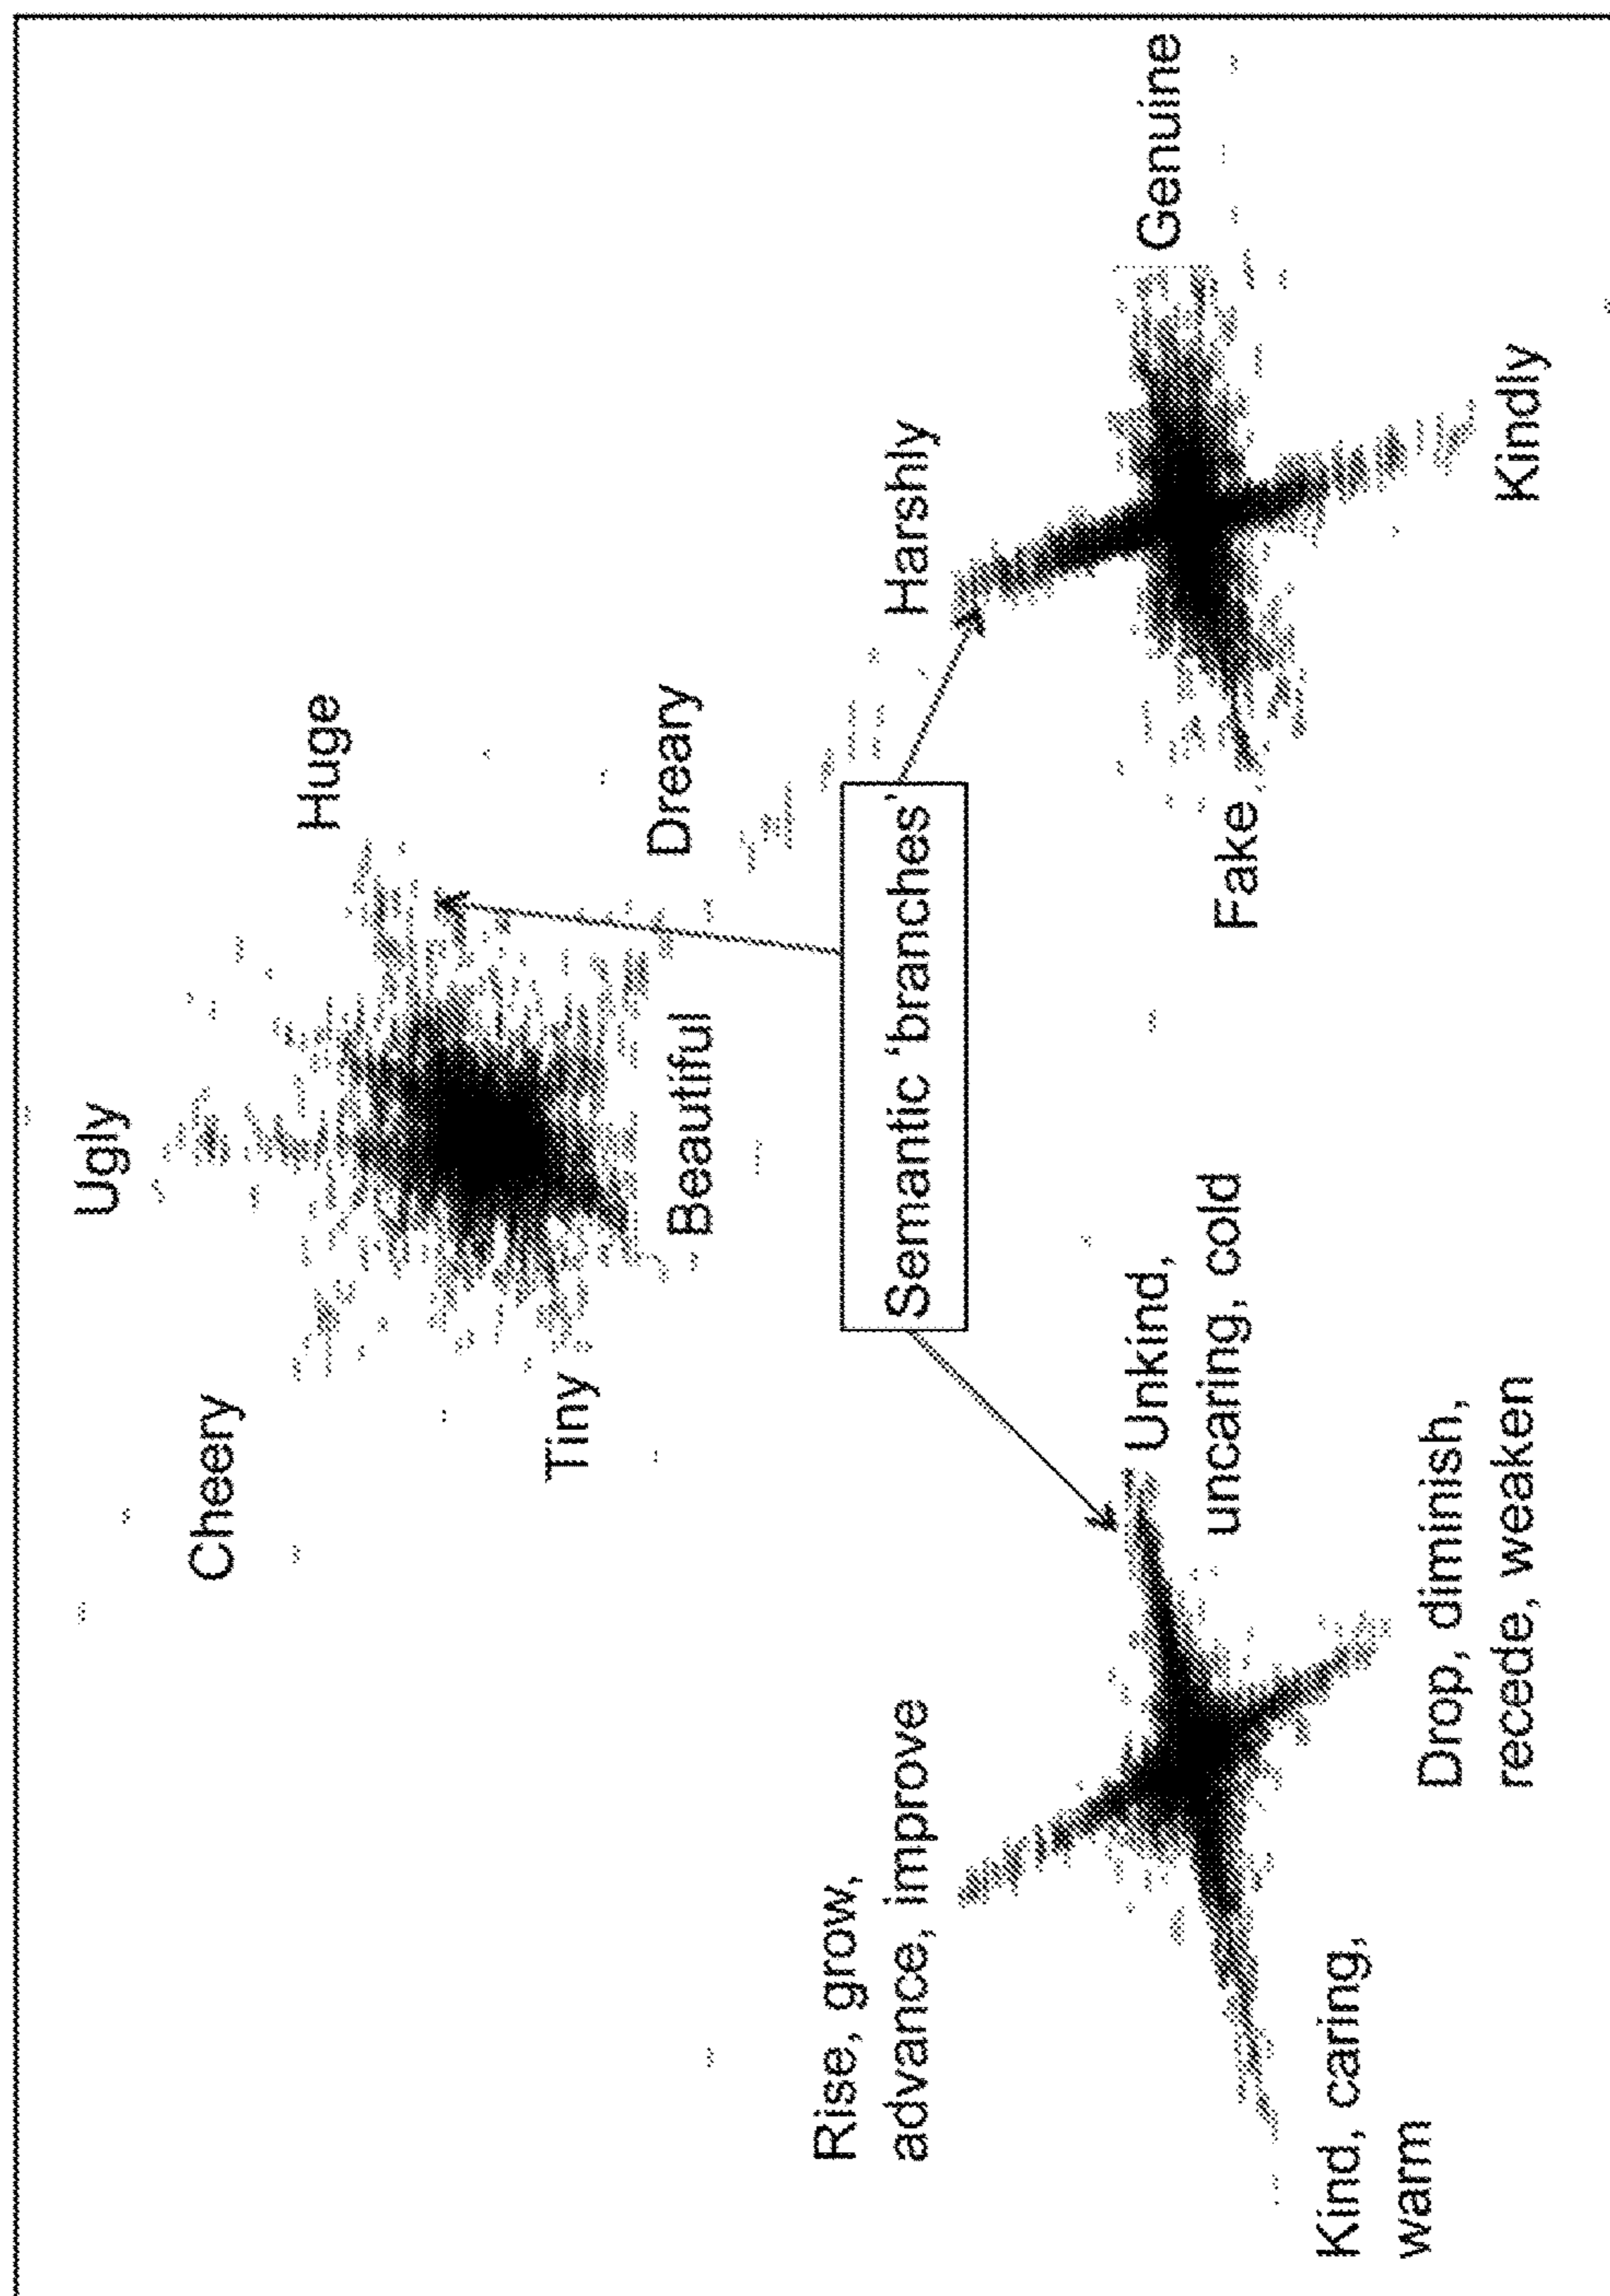 Ugly
Cheery
Huge
Tiny
Beautiful
Dreary
Semantic 'branches'
Rise, grow,
advance, improve
Unkind,
uncaring, cold
Kind, caring,
warm
Drop, diminish,
recede, weaken
Harshly
Genuine
Fake
Kindly